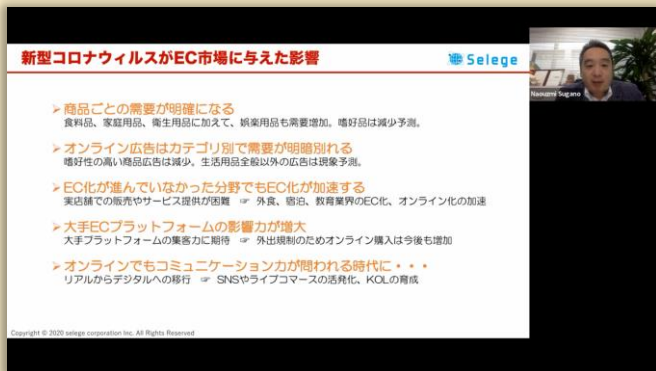 新型コロナウィルスがEC市場に与えた影響
Selege
Naouzmi Sugano
➢商品ごとの需要が明確になる
食料品、家庭用品、衛生用品に加えて、娯楽用品も需要増加。嗜好品は減少予測。
➢オンライン広告はカテゴリ別で需要が明暗別れる
嗜好性の高い商品広告は減少。生活用品全般以外の広告は現象予測。
➢EC化が進んでいなかった分野でもEC化が加速する
実店舗での販売やサービス提供が困難 ☞ 外食、宿泊、教育業界のEC化、オンライン化の加速
➢大手ECプラットフォームの影響力が増大
大手プラットフォームの集客力に期待 ☞ 外出規制のためオンライン購入は今後も増加
➢オンラインでもコミュニケーション力が問われる時代に・・・
リアルからデジタルへの移行 ☞ SNSやライブコマースの活発化、KOLの育成
Copyright © 2020 selege corporation Inc. All Rights Reserved